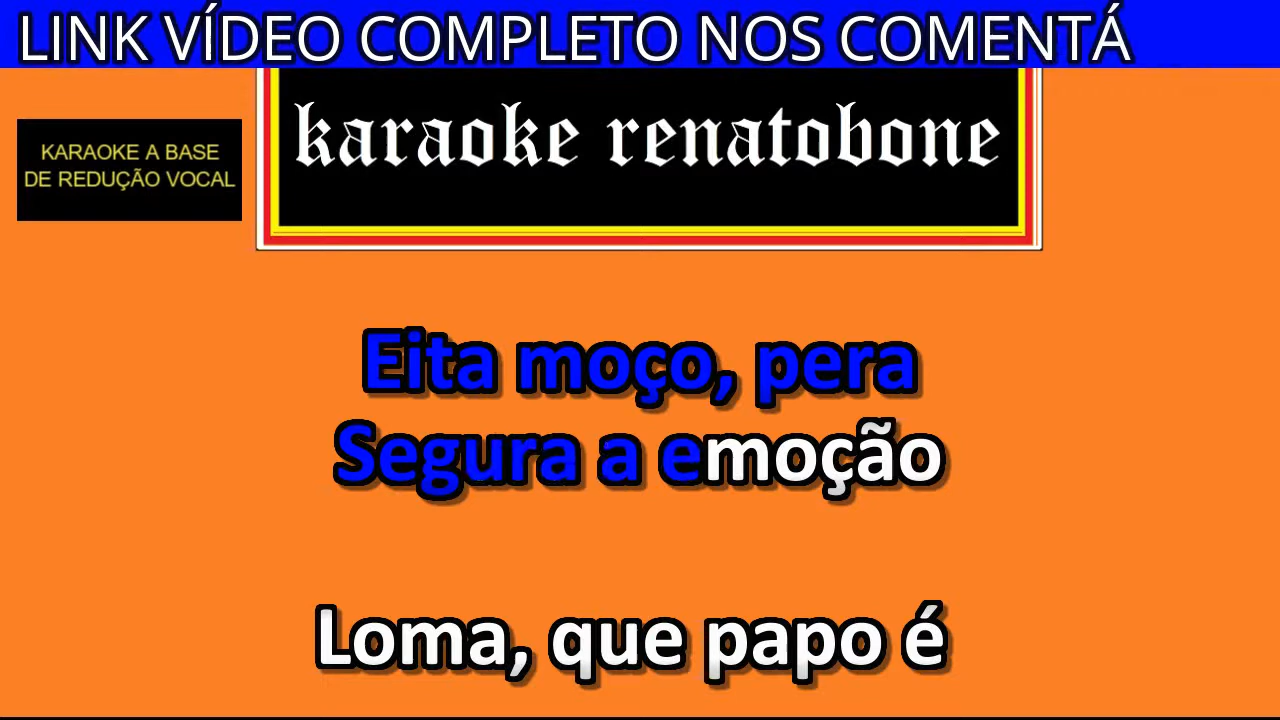 LINK VÍDEO COMPLETO NOS COMENTÁ
karaoke renatobone
KARAOKE A BASE
DE REDUÇÃO VOCAL
Eita moço, pera
Segura a emoção
Loma, que papo é